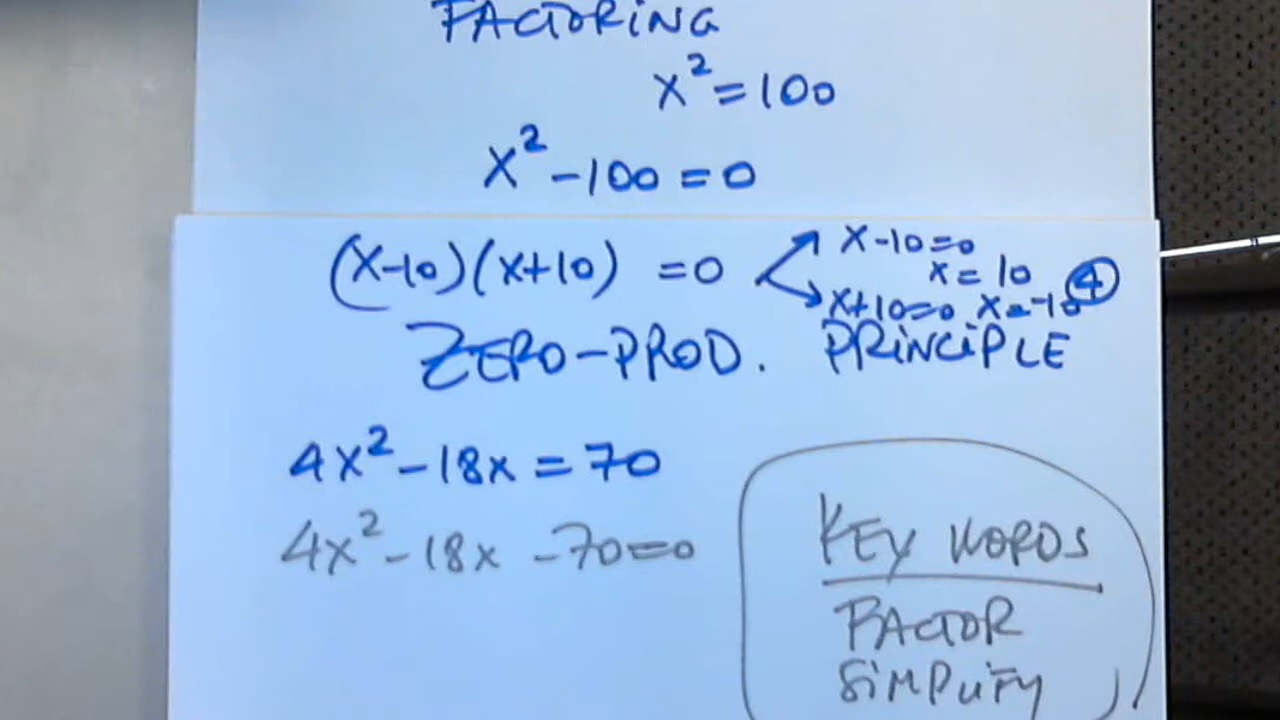 FACTORING
x² = 100
x² - 100 = 0
(x-10)(x+10) = 0
x - 10 = 0
x = 10
x + 10 = 0 x = -10
④
ZERO-PROD. PRINCIPLE
4x² - 18x = 70
4x² - 18x - 70 = 0
KEY WORDS
FACTOR
SIMPLIFY